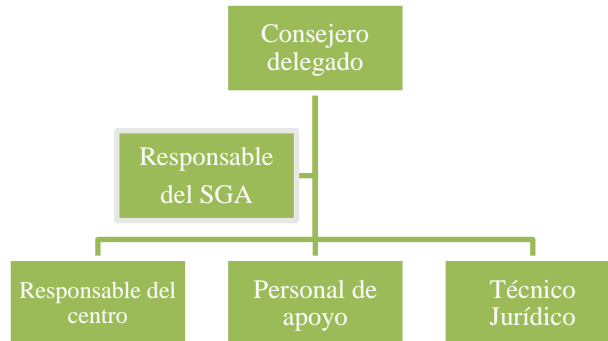 Consejero
delegado
Responsable
del SGA
Responsable del
centro
Personal de
apoyo
Técnico
Jurídico